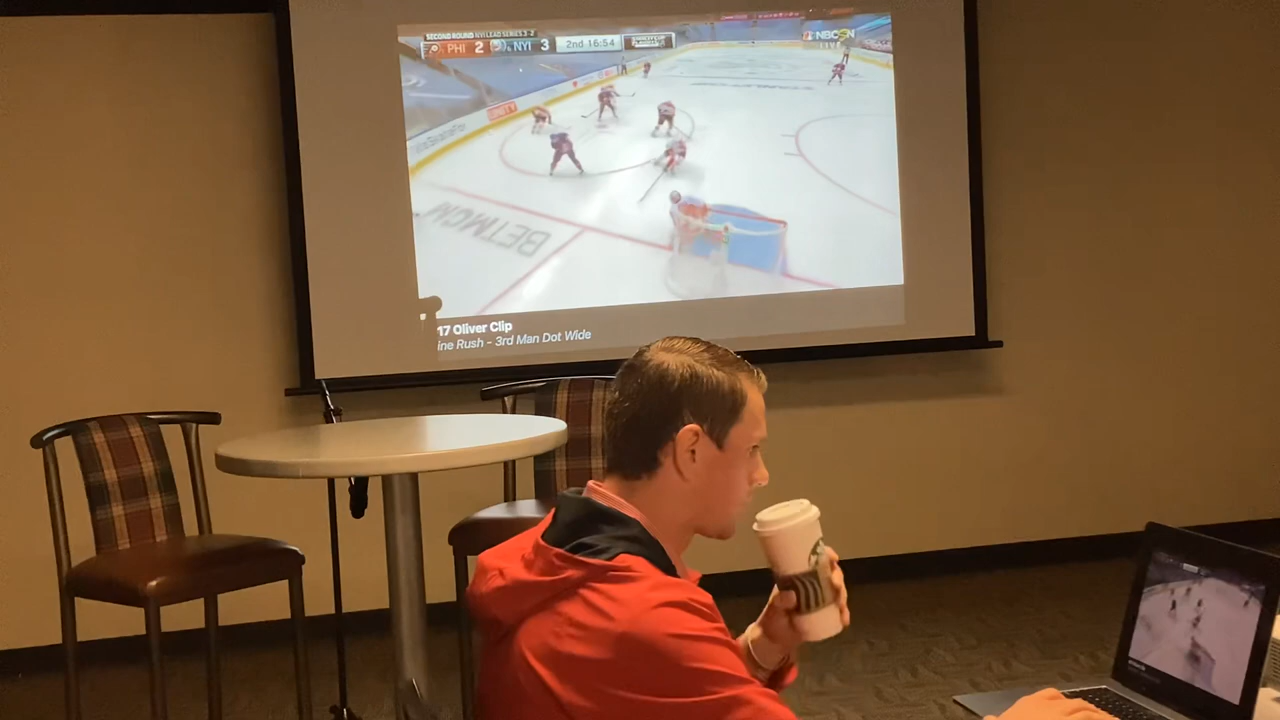 SECOND ROUND NYI LEAD SERIES 3-2
PHI 2 NYI 3 2nd 16:54
NBCSN
LIVE
BETMGM
17 Oliver Clip
ine Rush - 3rd Man Dot Wide